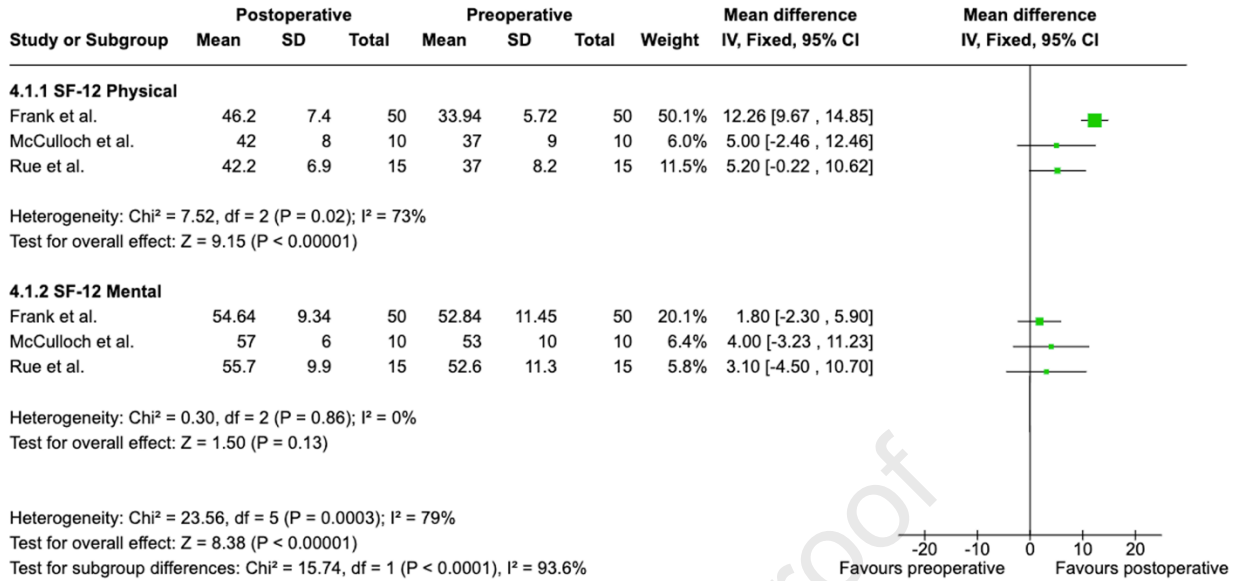 Postoperative Preoperative Mean difference Mean difference
Study or Subgroup Mean SD Total Mean SD Total Weight IV, Fixed, 95% CI IV, Fixed, 95% CI
4.1.1 SF-12 Physical
Frank et al. 46.2 7.4 50 33.94 5.72 50 50.1% 12.26 [9.67 , 14.85]
McCulloch et al. 42 8 10 37 9 10 6.0% 5.00 [-2.46 , 12.46]
Rue et al. 42.2 6.9 15 37 8.2 15 11.5% 5.20 [-0.22 , 10.62]
Heterogeneity: Chi² = 7.52, df = 2 (P = 0.02); I² = 73%
Test for overall effect: Z = 9.15 (P < 0.00001)
4.1.2 SF-12 Mental
Frank et al. 54.64 9.34 50 52.84 11.45 50 20.1% 1.80 [-2.30 , 5.90]
McCulloch et al. 57 6 10 53 10 10 6.4% 4.00 [-3.23 , 11.23]
Rue et al. 55.7 9.9 15 52.6 11.3 15 5.8% 3.10 [-4.50 , 10.70]
Heterogeneity: Chi² = 0.30, df = 2 (P = 0.86); I² = 0%
Test for overall effect: Z = 1.50 (P = 0.13)
Heterogeneity: Chi² = 23.56, df = 5 (P = 0.0003); I² = 79%
Test for overall effect: Z = 8.38 (P < 0.00001)
Test for subgroup differences: Chi² = 15.74, df = 1 (P < 0.0001), I² = 93.6%
-20 -10 0 10 20
Favours preoperative Favours postoperative
roof